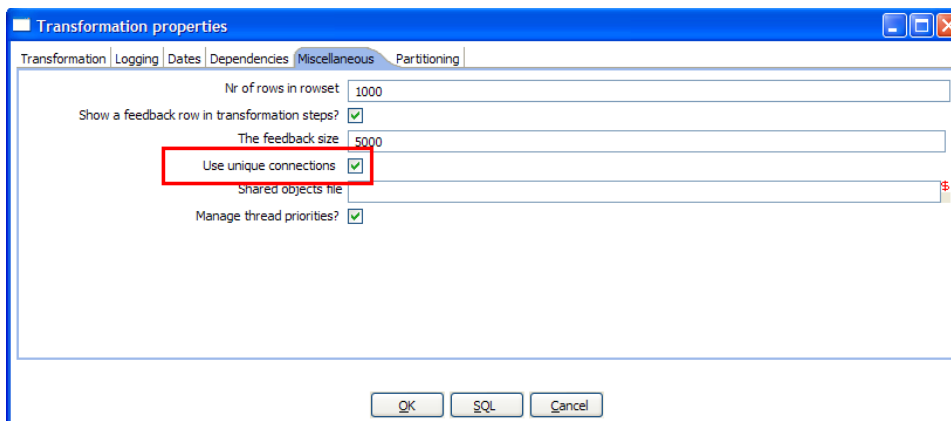 Transformation properties
Transformation Logging Dates Dependencies Miscellaneous Partitioning
Nr of rows in rowset 1000
Show a feedback row in transformation steps?
The feedback size 5000
Use unique connections
Shared objects file $
Manage thread priorities?
OK SQL Cancel